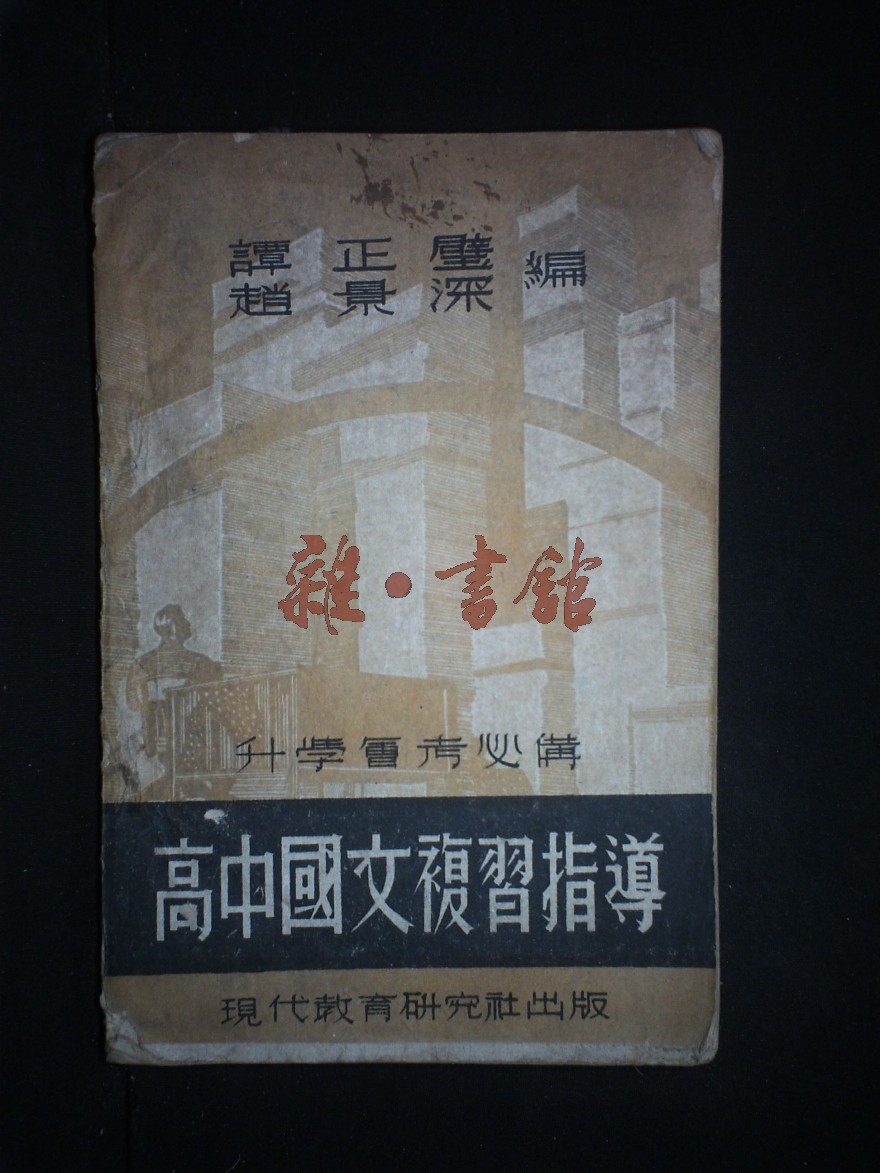 譚正璧
趙景深
編
雜·書館
升學會考必備
高中國文複習指導
現代教育研究社出版